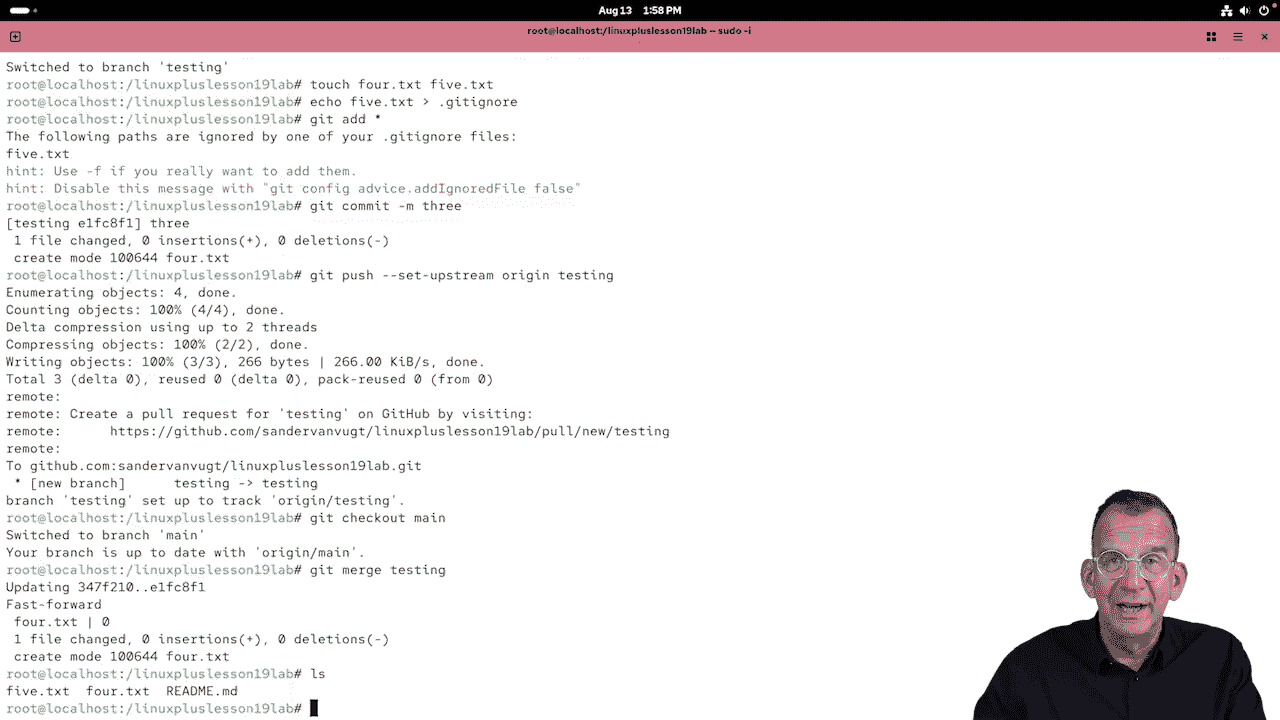 Aug 13 1:58 PM
root@localhost:/linuxpluslesson19lab — sudo -i
Switched to branch 'testing'
root@localhost:/linuxpluslesson19lab# touch four.txt five.txt
root@localhost:/linuxpluslesson19lab# echo five.txt > .gitignore
root@localhost:/linuxpluslesson19lab# git add *
The following paths are ignored by one of your .gitignore files:
five.txt
hint: Use -f if you really want to add them.
hint: Disable this message with "git config advice.addIgnoredFile false"
root@localhost:/linuxpluslesson19lab# git commit -m three
[testing e1fc8f1] three
 1 file changed, 0 insertions(+), 0 deletions(-)
 create mode 100644 four.txt
root@localhost:/linuxpluslesson19lab# git push --set-upstream origin testing
Enumerating objects: 4, done.
Counting objects: 100% (4/4), done.
Delta compression using up to 2 threads
Compressing objects: 100% (2/2), done.
Writing objects: 100% (3/3), 266 bytes | 266.00 KiB/s, done.
Total 3 (delta 0), reused 0 (delta 0), pack-reused 0 (from 0)
remote:
remote: Create a pull request for 'testing' on GitHub by visiting:
remote:      https://github.com/sandervanvugt/linuxpluslesson19lab/pull/new/testing
remote:
To github.com:sandervanvugt/linuxpluslesson19lab.git
 * [new branch]      testing -> testing
branch 'testing' set up to track 'origin/testing'.
root@localhost:/linuxpluslesson19lab# git checkout main
Switched to branch 'main'
Your branch is up to date with 'origin/main'.
root@localhost:/linuxpluslesson19lab# git merge testing
Updating 347f210..e1fc8f1
Fast-forward
 four.txt | 0
 1 file changed, 0 insertions(+), 0 deletions(-)
 create mode 100644 four.txt
root@localhost:/linuxpluslesson19lab# ls
five.txt  four.txt  README.md
root@localhost:/linuxpluslesson19lab#